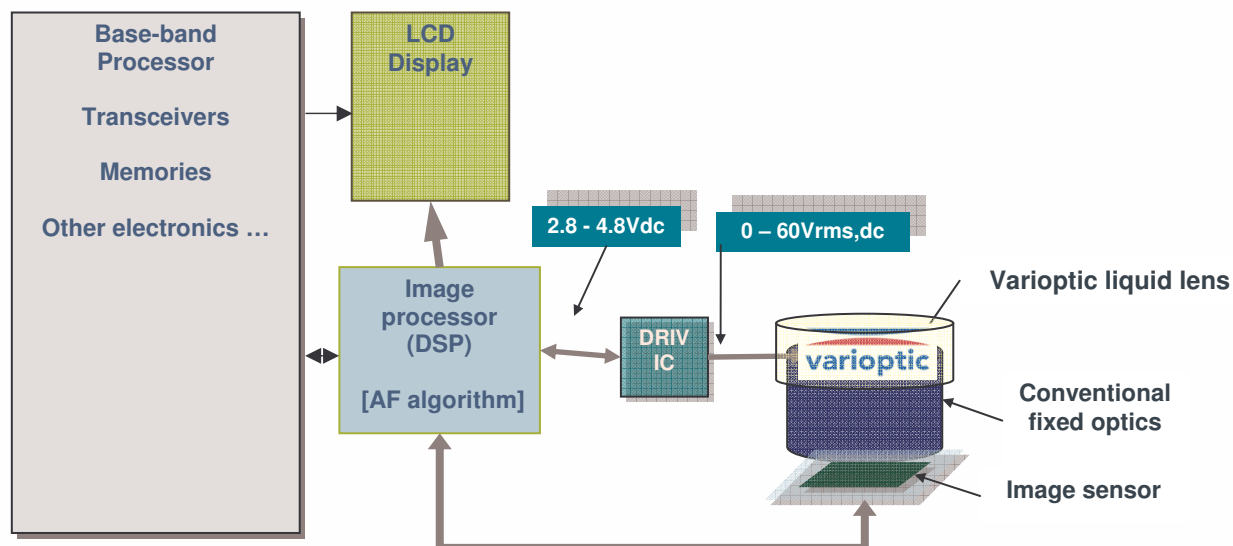 Base-band
Processor
Transceivers
Memories
Other electronics …
LCD
Display
2.8 - 4.8Vdc
0 – 60Vrms,dc
Image
processor
(DSP)
[AF algorithm]
DRIV
IC
Varioptic liquid lens
varioptic
Conventional
fixed optics
Image sensor